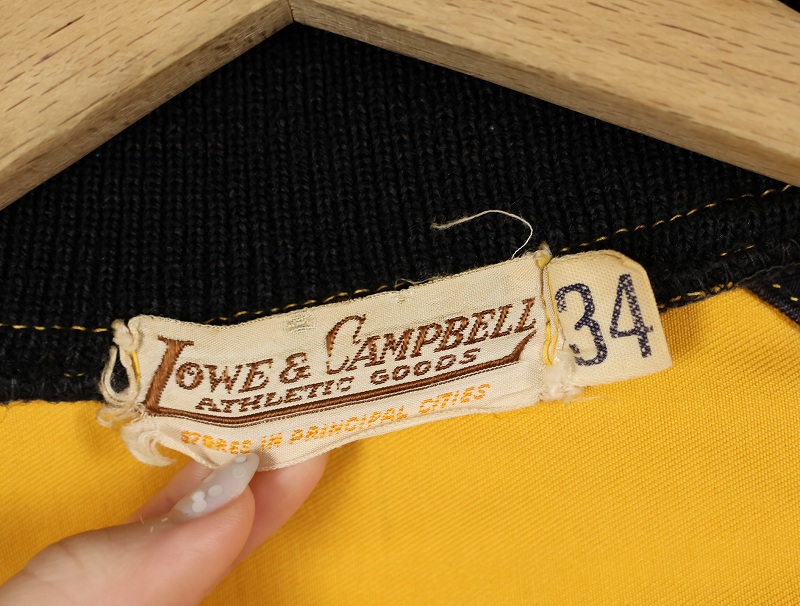 LOWE & CAMPBELL
ATHLETIC GOODS
STORES IN PRINCIPAL CITIES
34